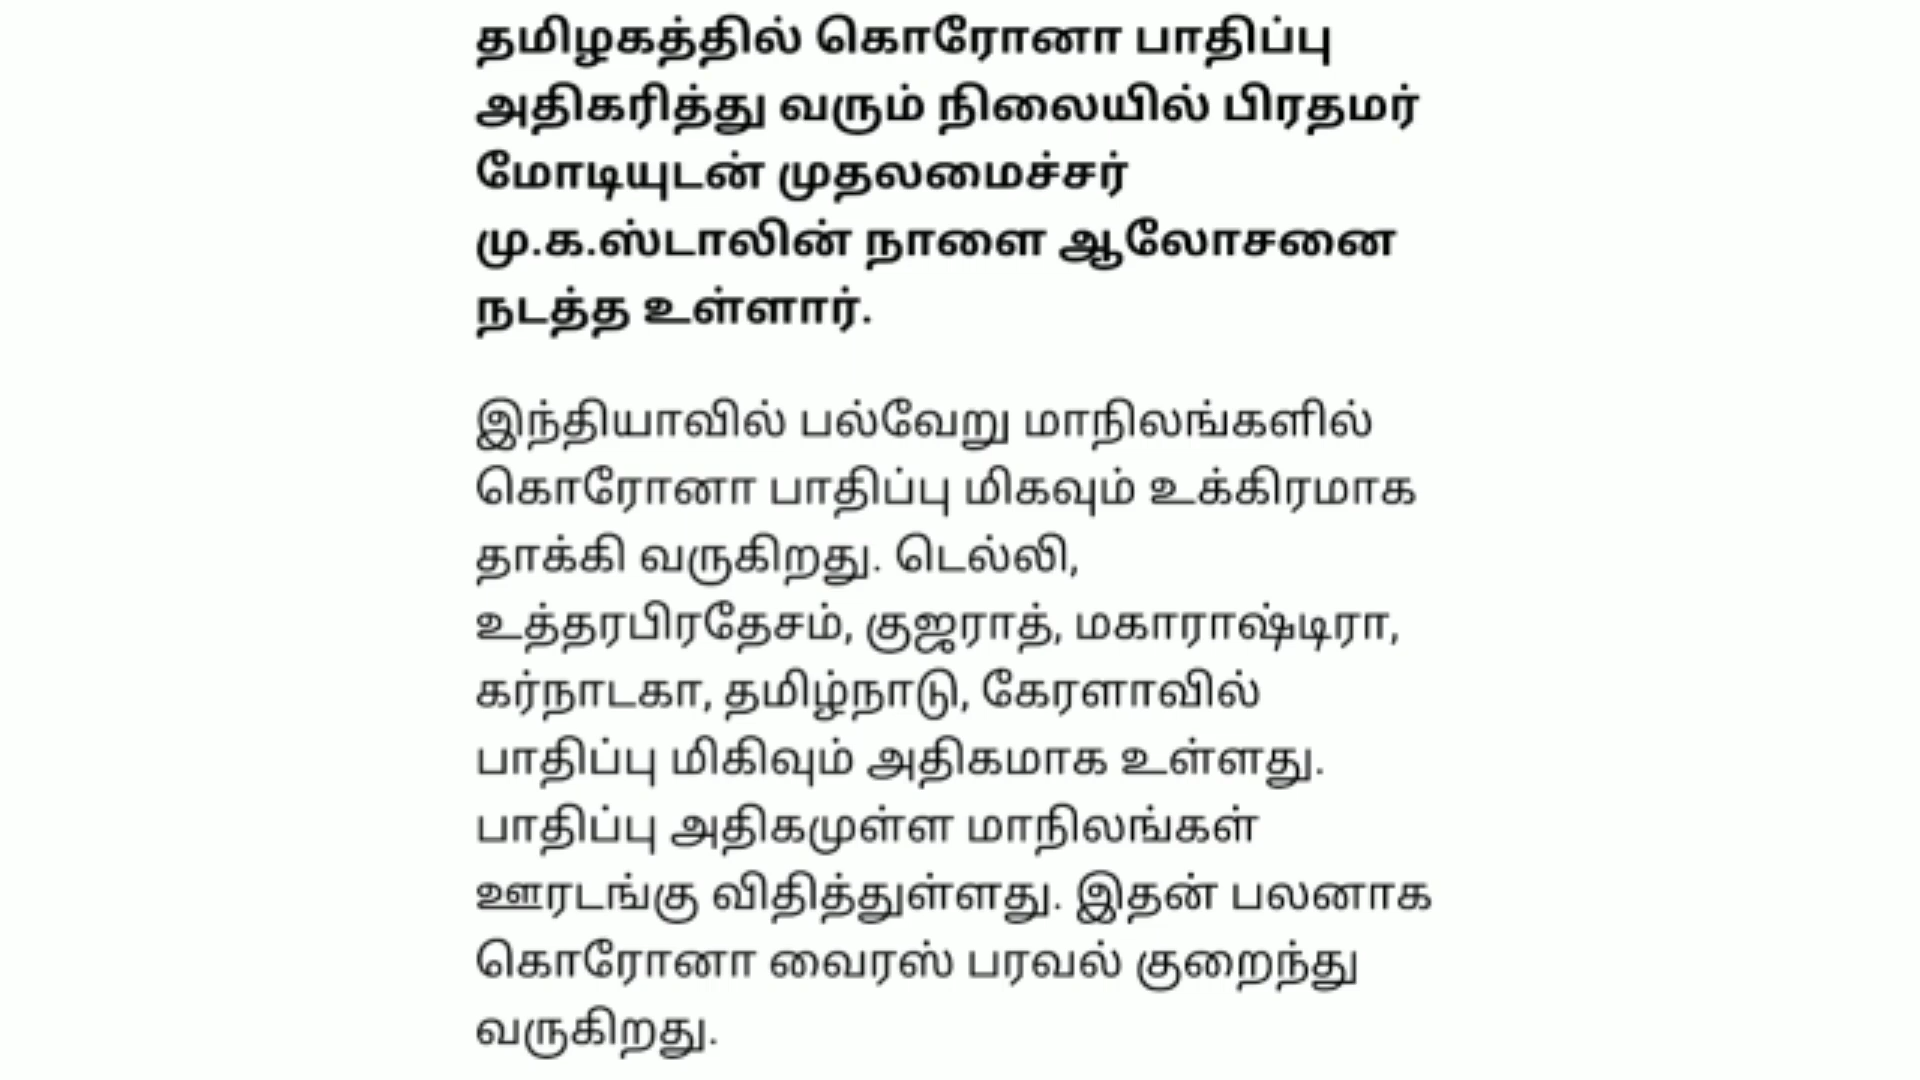 தமிழகத்தில் கொரோனா பாதிப்பு
அதிகரித்து வரும் நிலையில் பிரதமர்
மோடியுடன் முதலமைச்சர்
மு.க.ஸ்டாலின் நாளை ஆலோசனை
நடத்த உள்ளார்.
இந்தியாவில் பல்வேறு மாநிலங்களில்
கொரோனா பாதிப்பு மிகவும் உக்கிரமாக
தாக்கி வருகிறது. டெல்லி,
உத்தரபிரதேசம், குஜராத், மகாராஷ்டிரா,
கர்நாடகா, தமிழ்நாடு, கேரளாவில்
பாதிப்பு மிகிவும் அதிகமாக உள்ளது.
பாதிப்பு அதிகமுள்ள மாநிலங்கள்
ஊரடங்கு விதித்துள்ளது. இதன் பலனாக
கொரோனா வைரஸ் பரவல் குறைந்து
வருகிறது.